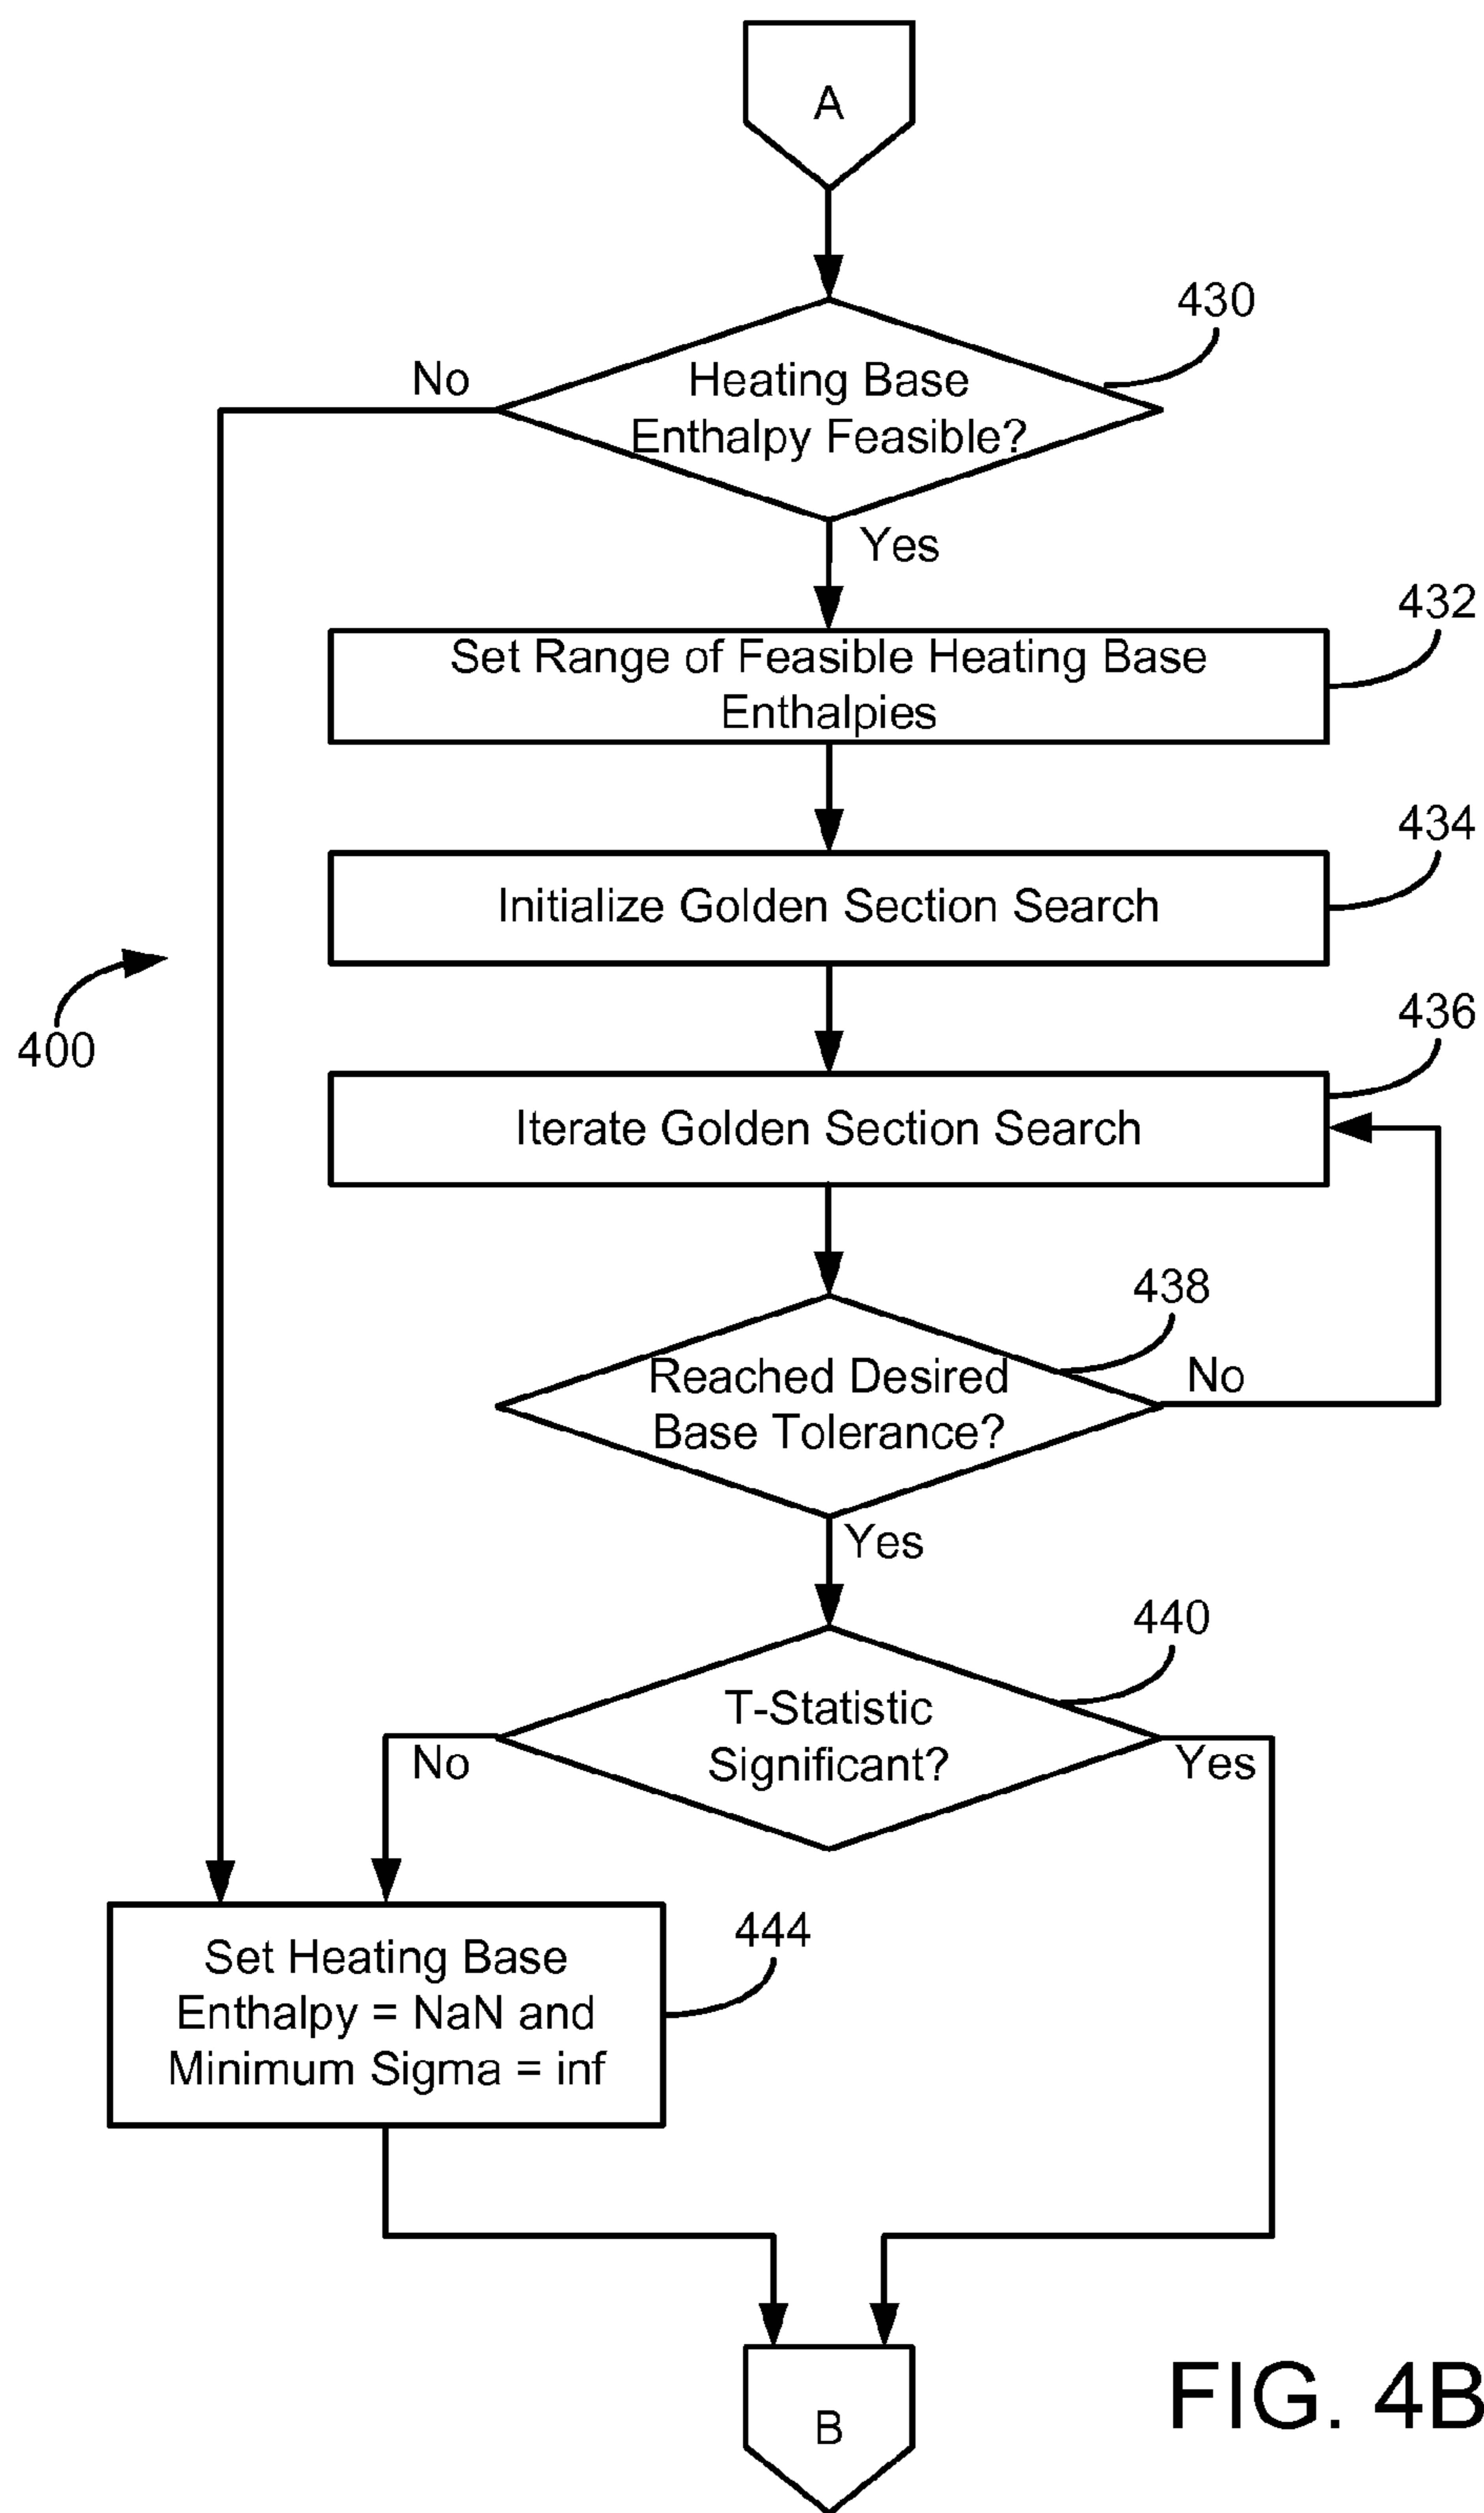 A
430
No
Heating Base
Enthalpy Feasible?
Yes
432
Set Range of Feasible Heating Base
Enthalpies
434
Initialize Golden Section Search
400
436
Iterate Golden Section Search
438
Reached Desired
Base Tolerance?
No
Yes
440
T-Statistic
Significant?
No
Yes
444
Set Heating Base
Enthalpy = NaN and
Minimum Sigma = inf
B
FIG. 4B